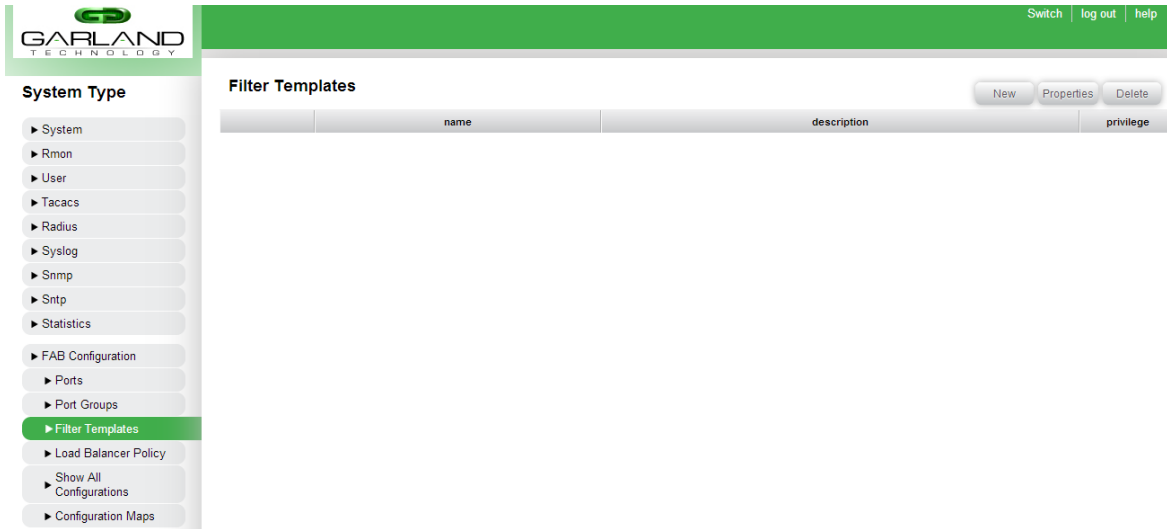 Switch log out help
GARLAND
TECHNOLOGY
System Type
System
Rmon
User
Tacacs
Radius
Syslog
Snmp
Sntp
Statistics
FAB Configuration
Ports
Port Groups
Filter Templates
Load Balancer Policy
Show All
Configurations
Configuration Maps
Filter Templates
New Properties Delete
name description privilege